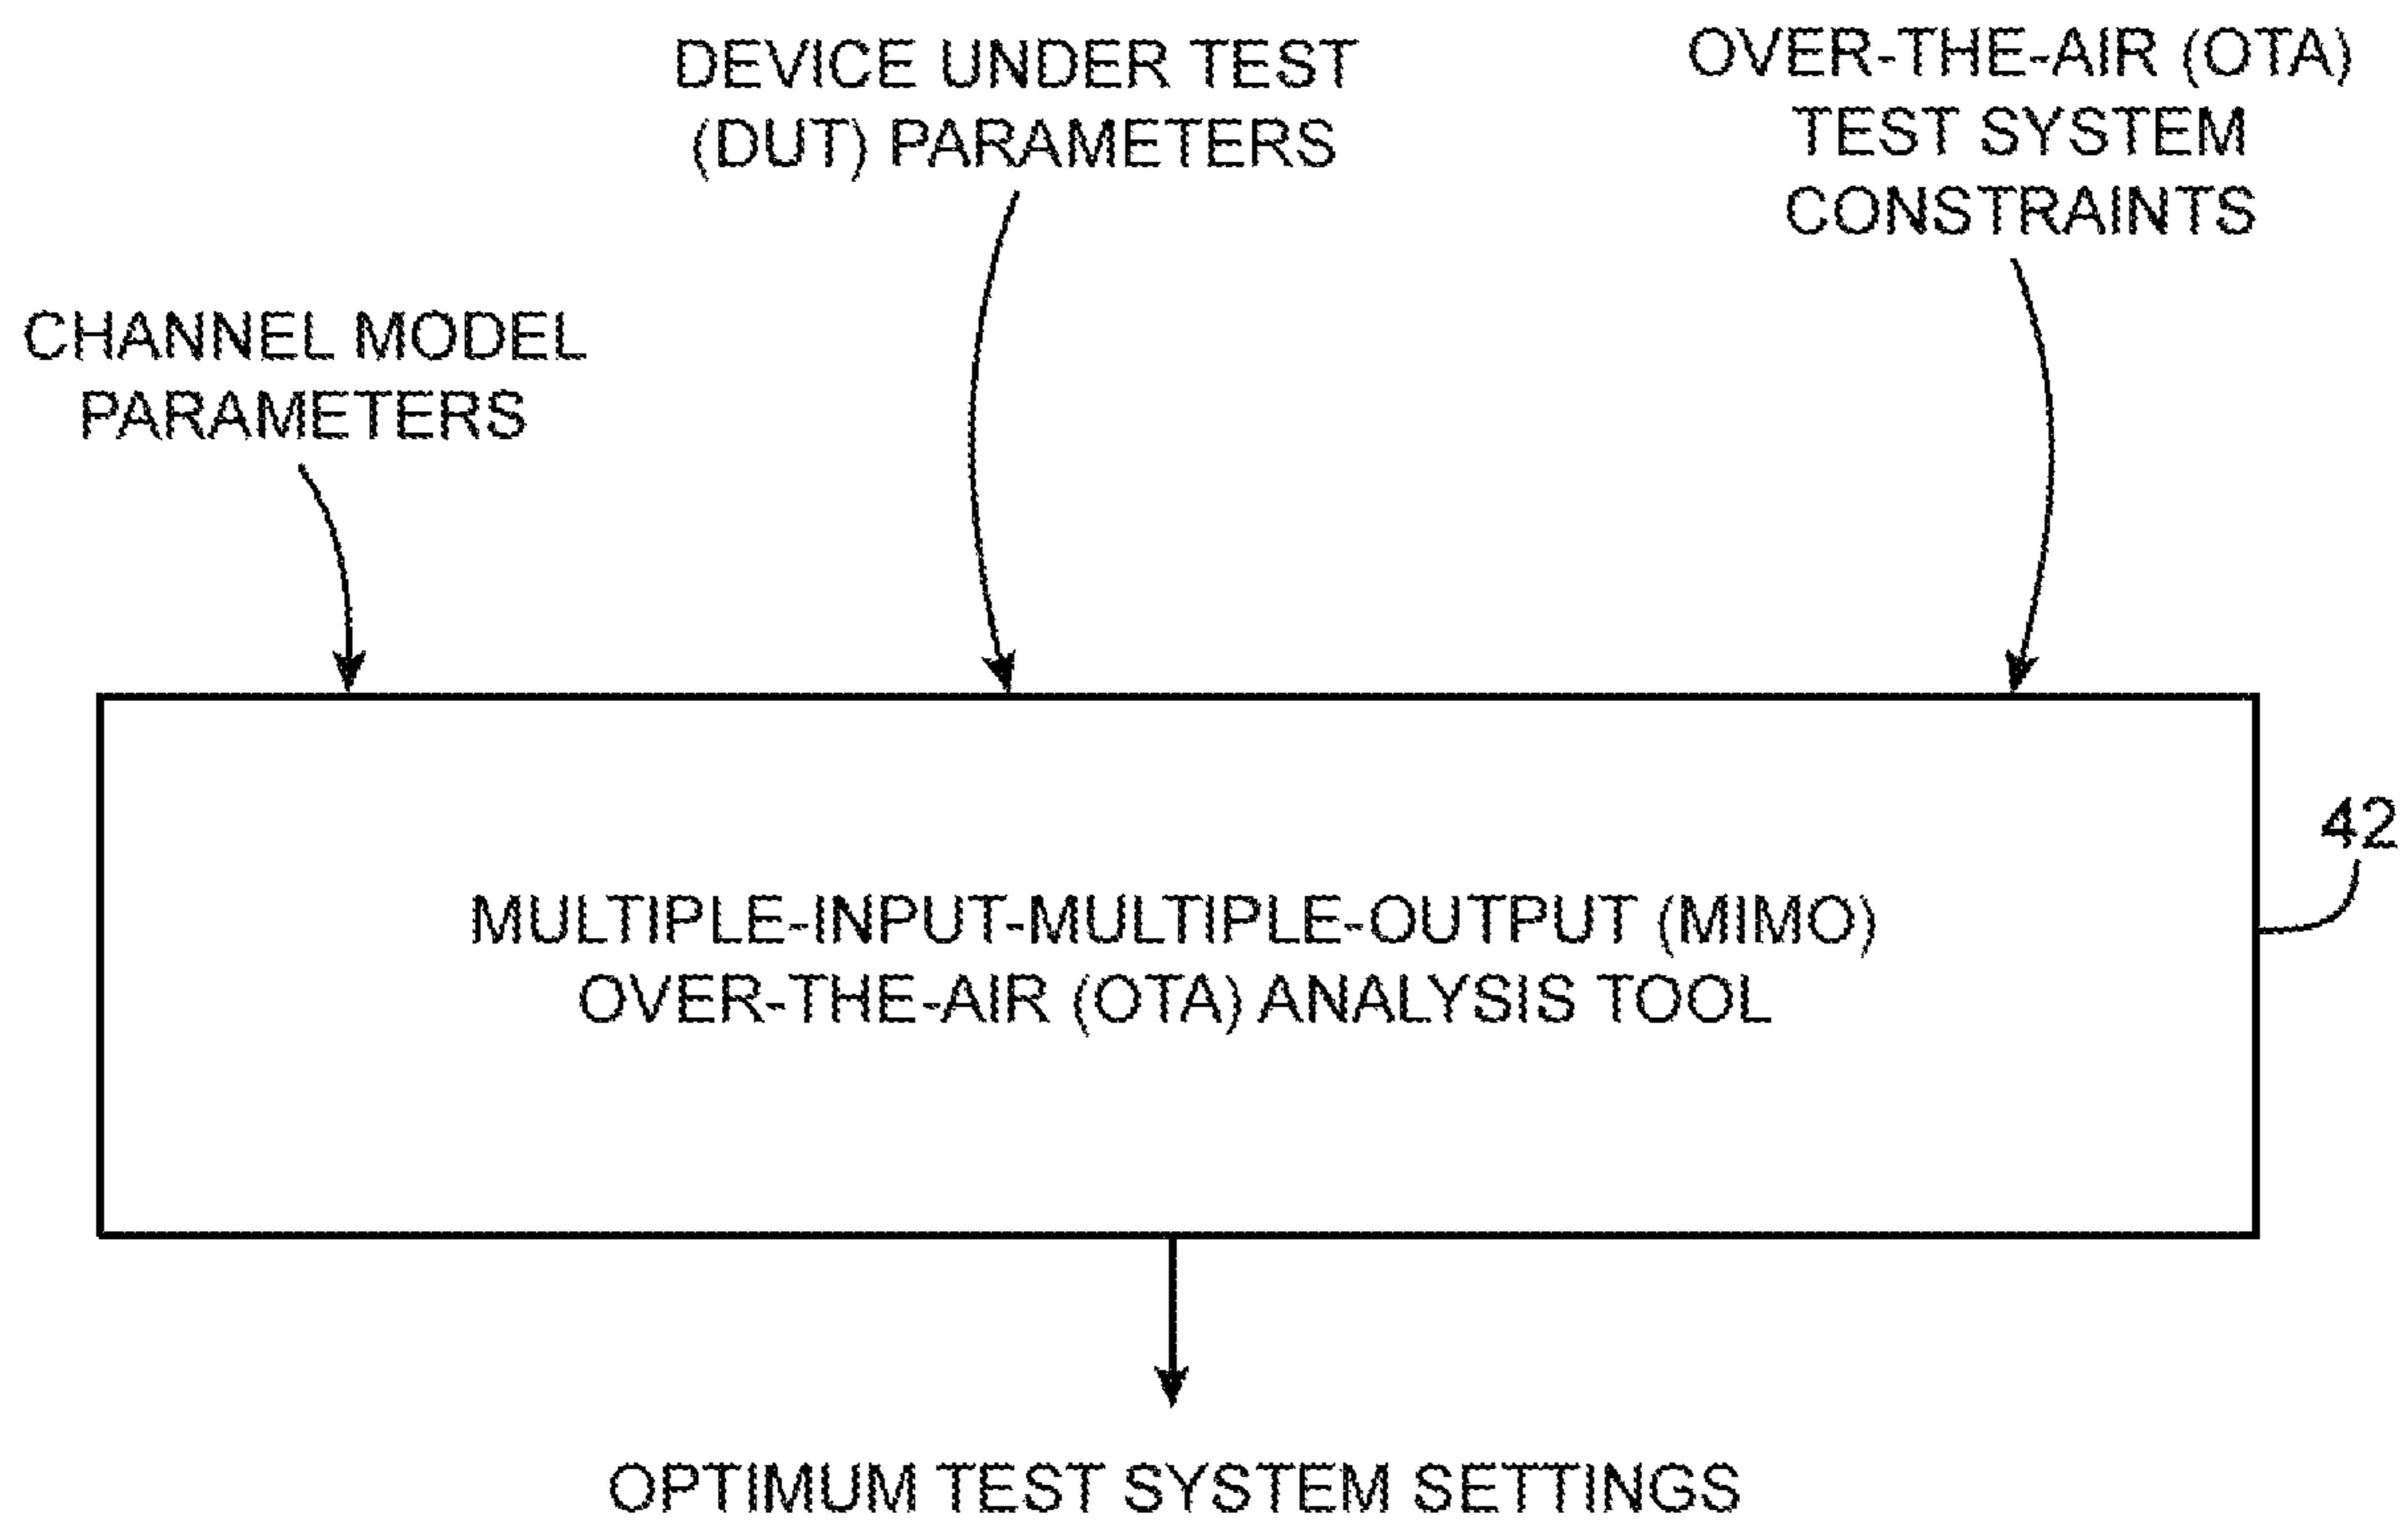 DEVICE UNDER TEST
(DUT) PARAMETERS
OVER-THE-AIR (OTA)
TEST SYSTEM
CONSTRAINTS
CHANNEL MODEL
PARAMETERS
42
MULTIPLE-INPUT-MULTIPLE-OUTPUT (MIMO)
OVER-THE-AIR (OTA) ANALYSIS TOOL
OPTIMUM TEST SYSTEM SETTINGS